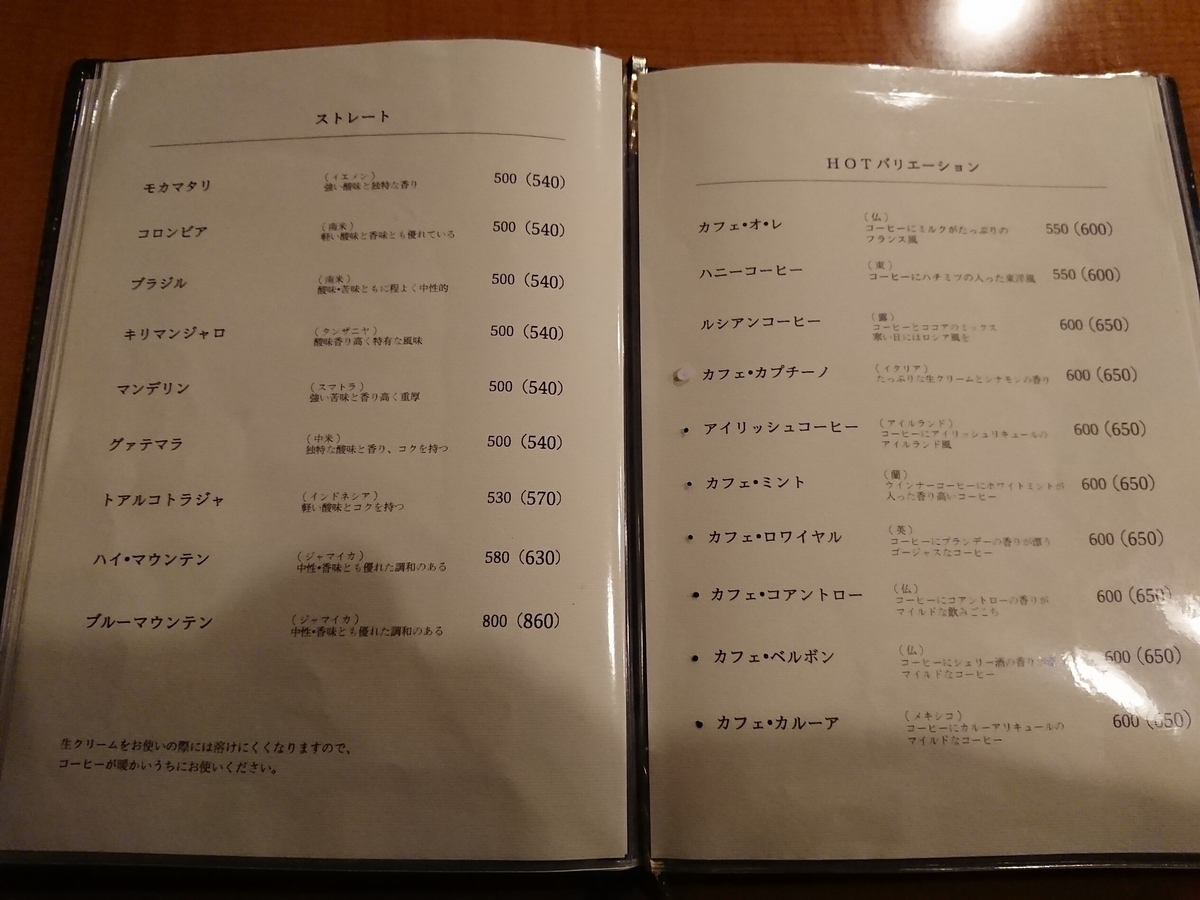 ストレート
モカマタリ
（イエメン）
強い酸味と独特な香り
500（540）
コロンビア
（南米）
軽い酸味と香味とも優れている
500（540）
ブラジル
（南米）
酸味•苦味ともに程よく中性的
500（540）
キリマンジャロ
（タンザニヤ）
酸味香り高く特有な風味
500（540）
マンデリン
（スマトラ）
強い苦味と香り高く重厚
500（540）
グァテマラ
（中米）
独特な酸味と香り、コクを持つ
500（540）
トアルコトラジャ
（インドネシア）
軽い酸味とコクを持つ
530（570）
ハイ•マウンテン
（ジャマイカ）
中性•香味とも優れた調和のある
580（630）
ブルーマウンテン
（ジャマイカ）
中性•香味とも優れた調和のある
800（860）
生クリームをお使いの際には溶けにくくなりますので、
コーヒーが暖かいうちにお使いください。
HOTバリエーション
カフェ•オ•レ
（仏）
コーヒーにミルクがたっぷりの
フランス風
550（600）
ハニーコーヒー
（東）
コーヒーにハチミツの入った東洋風
550（600）
ルシアンコーヒー
（露）
コーヒーとココアのミックス
寒い日にはロシア風を
600（650）
カフェ•カプチーノ
（イタリア）
たっぷりな生クリームとシナモンの香り
600（650）
• アイリッシュコーヒー
（アイルランド）
コーヒーにアイリッシュリキュールの
アイルランド風
600（650）
• カフェ•ミント
（蘭）
ウインナーコーヒーにホワイトミントが
入った香り高いコーヒー
600（650）
• カフェ•ロワイヤル
（英）
コーヒーにブランデーの香りが漂う
ゴージャスなコーヒー
600（650）
• カフェ•コアントロー
（仏）
コーヒーにコアントローの香りが
マイルドな飲みごこち
600（650）
• カフェ•ベルボン
（仏）
コーヒーにシェリー酒の香り
マイルドなコーヒー
600（650）
• カフェ•カルーア
（メキシコ）
コーヒーにカルーアリキュールの
マイルドなコーヒー
600（650）